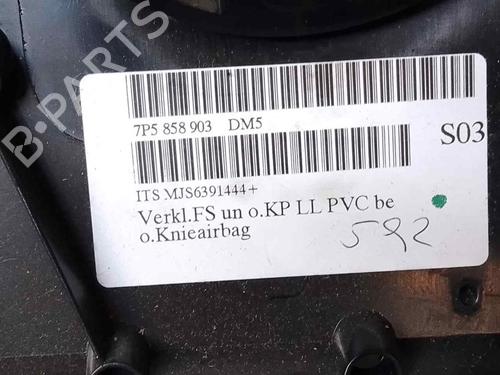 B-PARTS
7P5 858 903 DM5
S03
ITS MJS6391444+
Verkl.FS un o.KP LL PVC be
o.Knieairbag
592